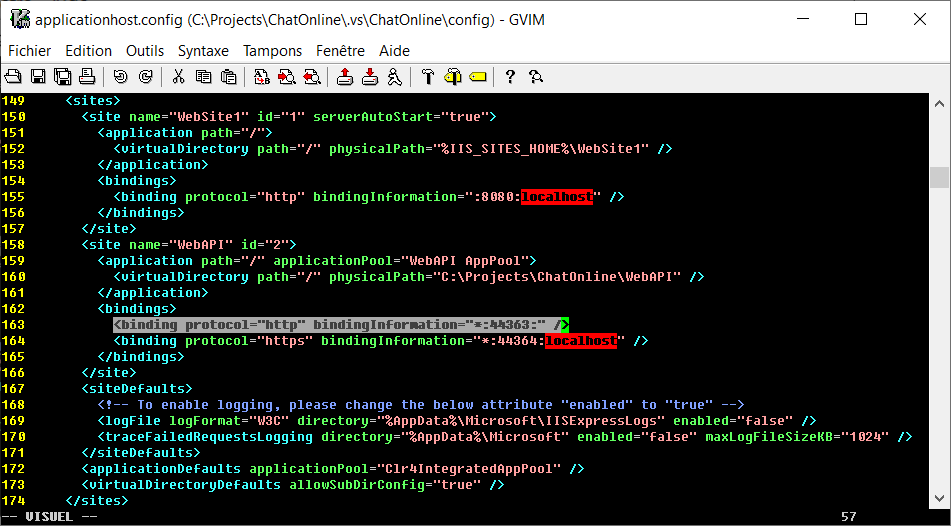 applicationhost.config (C:\Projects\ChatOnline\.vs\ChatOnline\config) - GVIM
Fichier Edition Outils Syntaxe Tampons Fenêtre Aide
149     <sites>
150       <site name="WebSite1" id="1" serverAutoStart="true">
151         <application path="/">
152           <virtualDirectory path="/" physicalPath="%IIS_SITES_HOME%\WebSite1" />
153         </application>
154         <bindings>
155           <binding protocol="http" bindingInformation=":8080:localhost" />
156         </bindings>
157       </site>
158       <site name="WebAPI" id="2">
159         <application path="/" applicationPool="WebAPI AppPool">
160           <virtualDirectory path="/" physicalPath="C:\Projects\ChatOnline\WebAPI" />
161         </application>
162         <bindings>
163           <binding protocol="http" bindingInformation="*:44363:" />
164           <binding protocol="https" bindingInformation="*:44364:localhost" />
165         </bindings>
166       </site>
167       <siteDefaults>
168         <!-- To enable logging, please change the below attribute "enabled" to "true" -->
169         <logFile logFormat="W3C" directory="%AppData%\Microsoft\IISExpressLogs" enabled="false" />
170         <traceFailedRequestsLogging directory="%AppData%\Microsoft" enabled="false" maxLogFileSizeKB="1024" />
171       </siteDefaults>
172       <applicationDefaults applicationPool="Clr4IntegratedAppPool" />
173       <virtualDirectoryDefaults allowSubDirConfig="true" />
174     </sites>
-- VISUEL -- 57